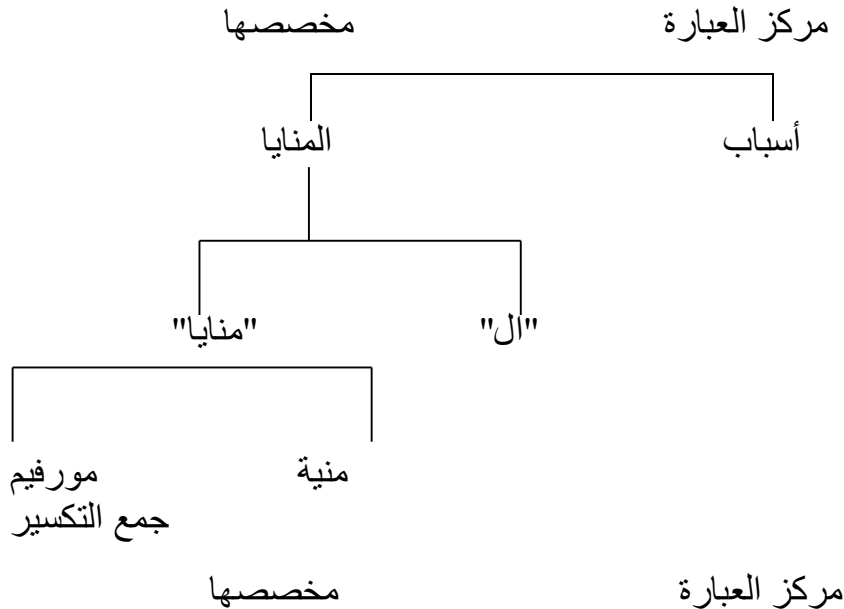 مركز العبارة مخصصها
أسباب المنايا
"ال" "منايا"
منية مورفيم
جمع التكسير
مركز العبارة مخصصها